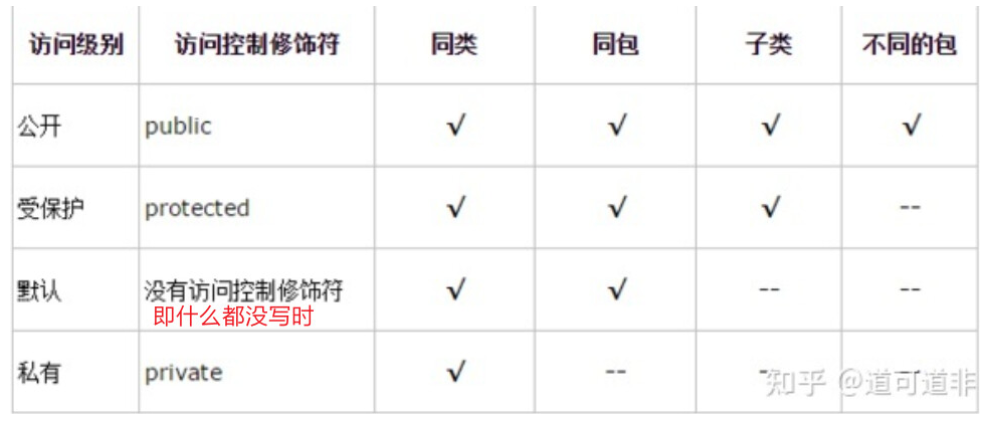 访问级别 访问控制修饰符 同类 同包 子类 不同的包
公开 public √ √ √ √
受保护 protected √ √ √ --
默认 没有访问控制修饰符 √ √ -- --
即什么都没写时
私有 private √ -- -- --
知乎 @道可道非